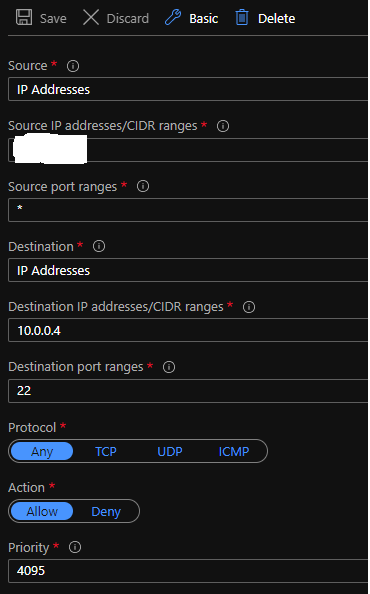 Save Discard Basic Delete
Source *
IP Addresses
Source IP addresses/CIDR ranges *
Source port ranges *
*
Destination *
IP Addresses
Destination IP addresses/CIDR ranges *
10.0.0.4
Destination port ranges *
22
Protocol *
Any TCP UDP ICMP
Action *
Allow Deny
Priority *
4095